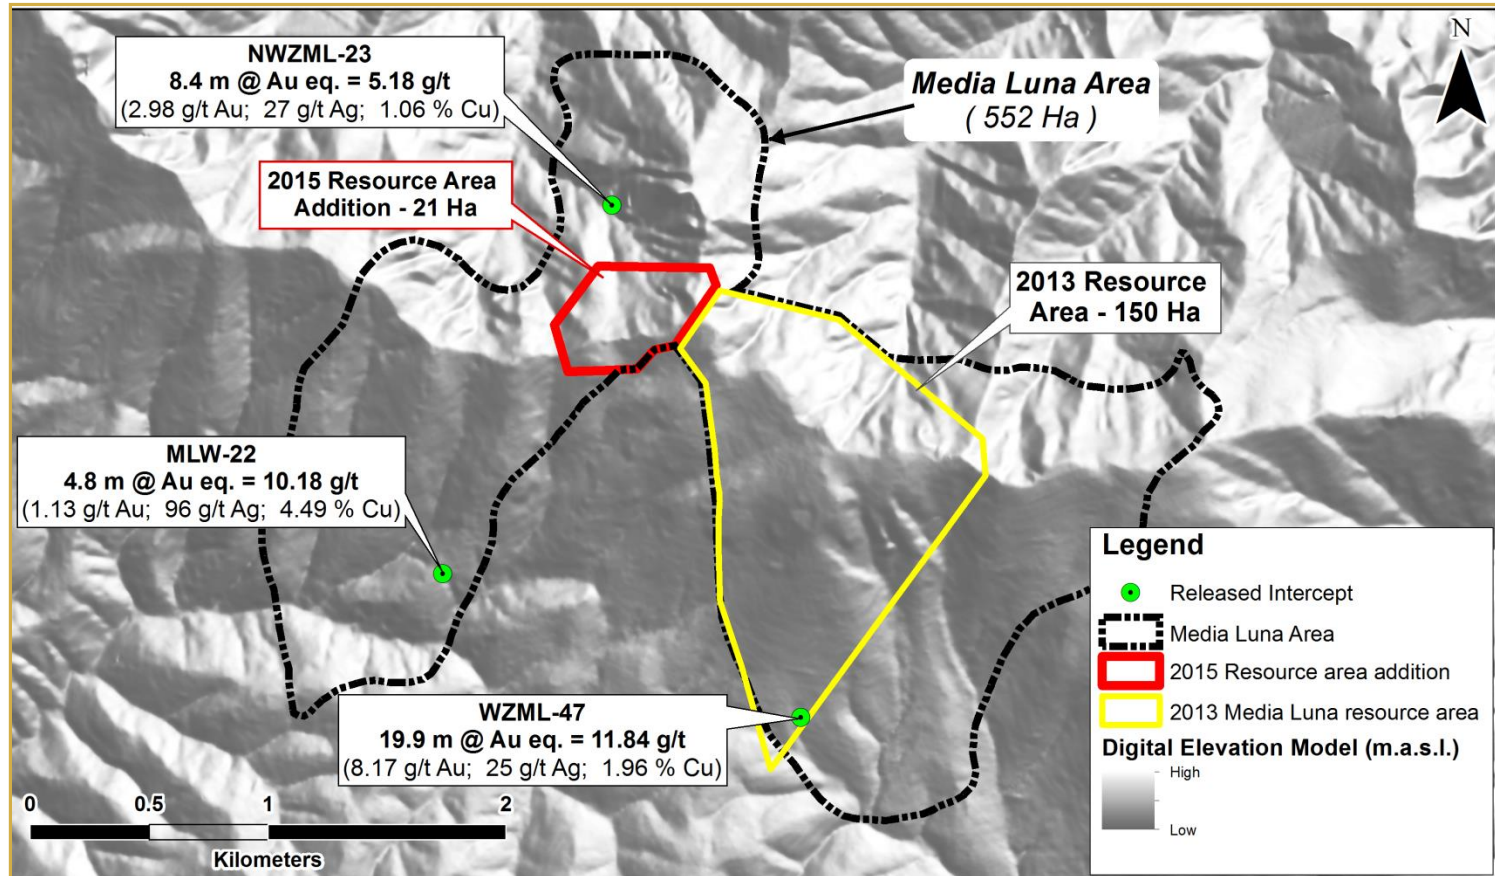 N
NWZML-23
8.4 m @ Au eq. = 5.18 g/t
(2.98 g/t Au; 27 g/t Ag; 1.06 % Cu)
Media Luna Area
( 552 Ha )
2015 Resource Area
Addition - 21 Ha
2013 Resource
Area - 150 Ha
MLW-22
4.8 m @ Au eq. = 10.18 g/t
(1.13 g/t Au; 96 g/t Ag; 4.49 % Cu)
WZML-47
19.9 m @ Au eq. = 11.84 g/t
(8.17 g/t Au; 25 g/t Ag; 1.96 % Cu)
Legend
Released Intercept
Media Luna Area
2015 Resource area addition
2013 Media Luna resource area
Digital Elevation Model (m.a.s.l.)
High
Low
0 0.5 1 2
Kilometers